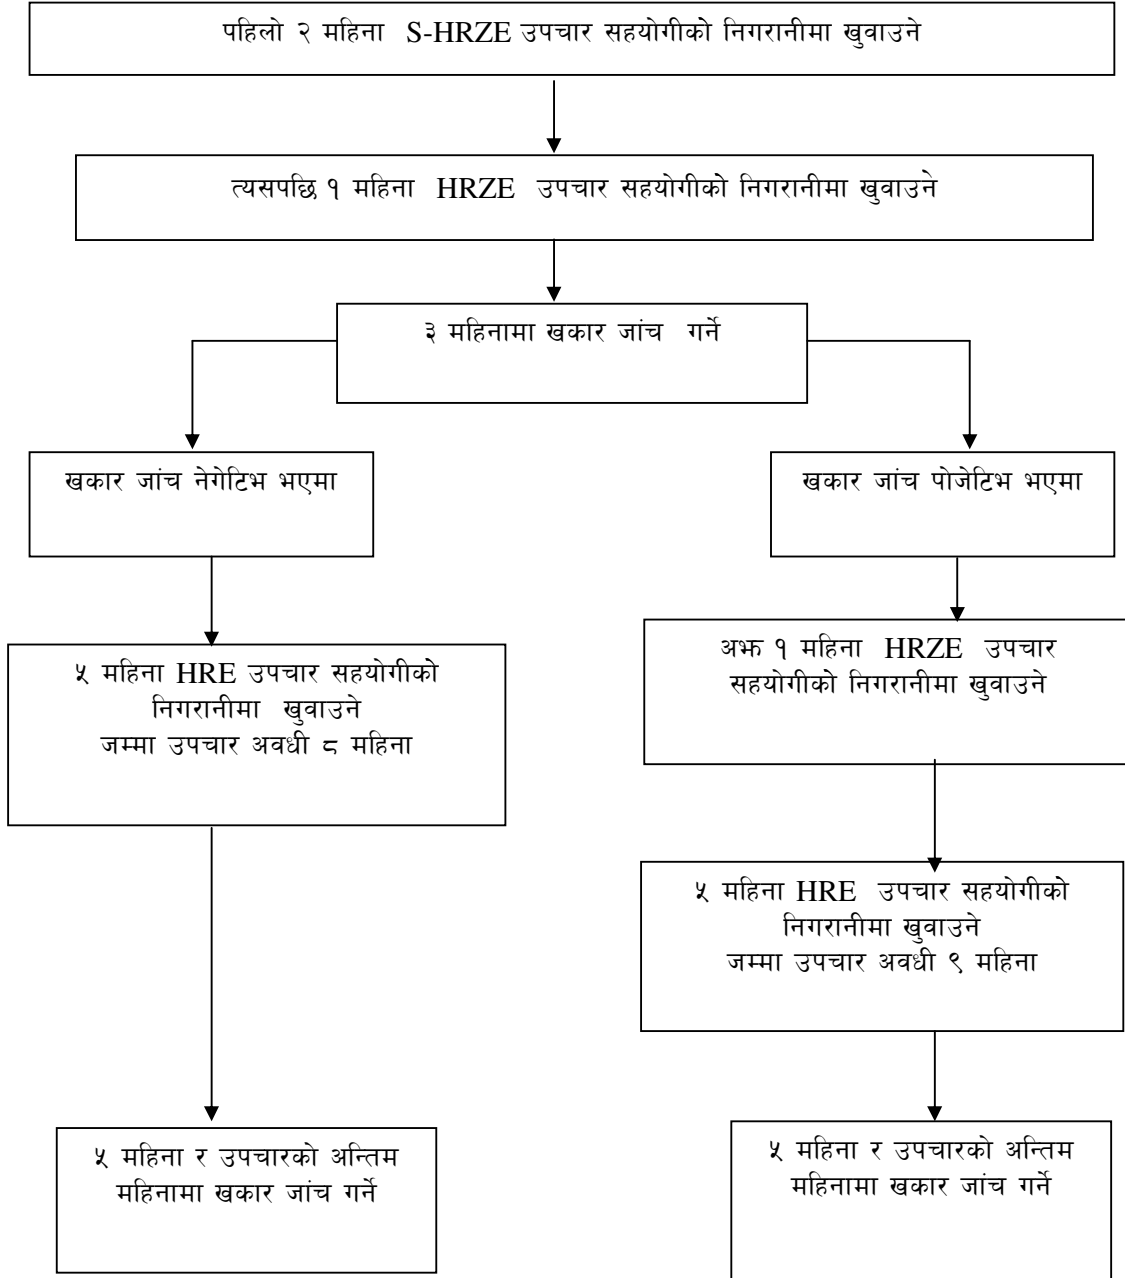 पहिलो २ महिना S-HRZE उपचार सहयोगीको निगरानीमा खुवाउने
त्यसपछि १ महिना HRZE उपचार सहयोगीको निगरानीमा खुवाउने
३ महिनामा खकार जांच गर्ने
खकार जांच नेगेटिभ भएमा
खकार जांच पोजेटिभ भएमा
५ महिना HRE उपचार सहयोगीको
निगरानीमा खुवाउने
जम्मा उपचार अवधी ८ महिना
अझ १ महिना HRZE उपचार
सहयोगीको निगरानीमा खुवाउने
५ महिना HRE उपचार सहयोगीको
निगरानीमा खुवाउने
जम्मा उपचार अवधी ९ महिना
५ महिना र उपचारको अन्तिम
महिनामा खकार जांच गर्ने
५ महिना र उपचारको अन्तिम
महिनामा खकार जांच गर्ने